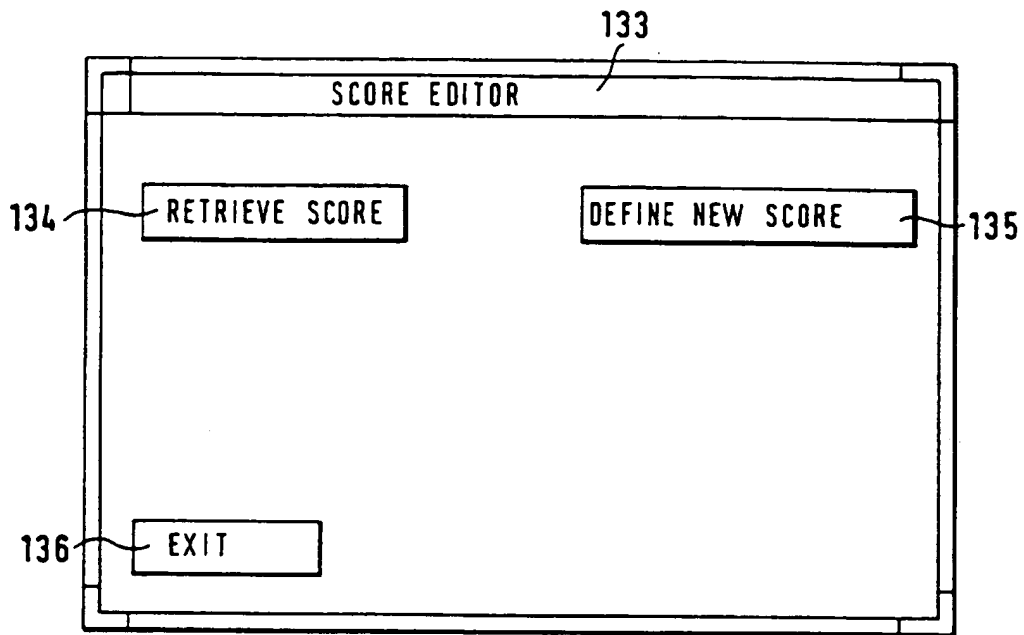 133
SCORE EDITOR
134 RETRIEVE SCORE DEFINE NEW SCORE 135
136 EXIT